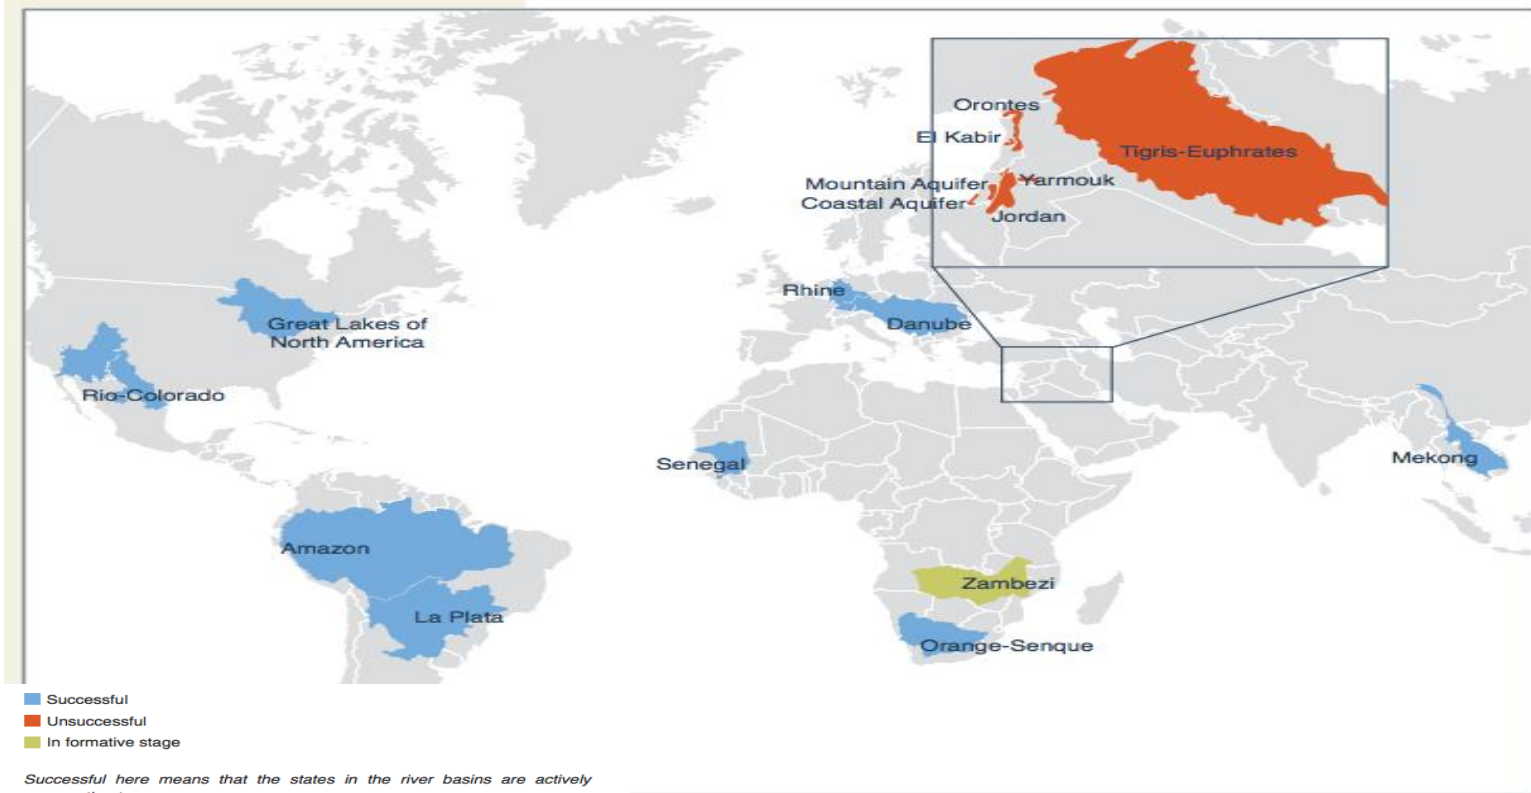 Orontes
El Kabir
Tigris-Euphrates
Mountain Aquifer
Yarmouk
Coastal Aquifer
Jordan
Rhine
Danube
Great Lakes of
North America
Rio-Colorado
Senegal
Mekong
Amazon
Zambezi
La Plata
Orange-Senque
Successful
Unsuccessful
In formative stage
Successful here means that the states in the river basins are actively